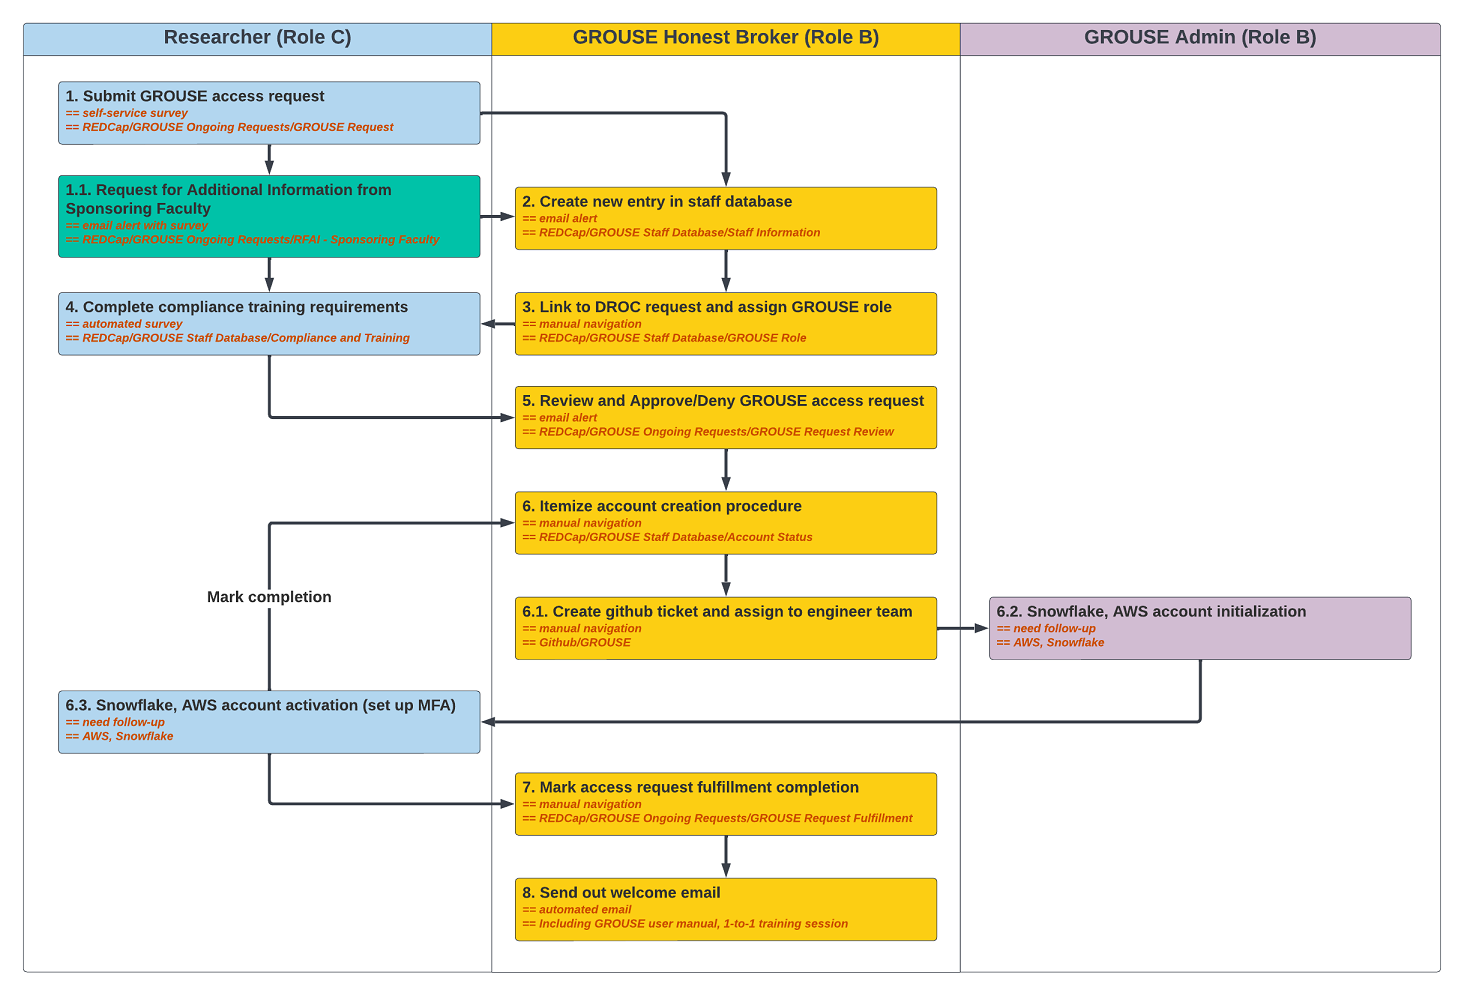 Researcher (Role C)
GROUSE Honest Broker (Role B)
GROUSE Admin (Role B)
1. Submit GROUSE access request
== self-service survey
== REDCap/GROUSE Ongoing Requests/GROUSE Request
1.1. Request for Additional Information from
Sponsoring Faculty
== email alert with survey
== REDCap/GROUSE Ongoing Requests/RFAI - Sponsoring Faculty
2. Create new entry in staff database
== email alert
== REDCap/GROUSE Staff Database/Staff Information
4. Complete compliance training requirements
== automated survey
== REDCap/GROUSE Staff Database/Compliance and Training
3. Link to DROC request and assign GROUSE role
== manual navigation
== REDCap/GROUSE Staff Database/GROUSE Role
5. Review and Approve/Deny GROUSE access request
== email alert
== REDCap/GROUSE Ongoing Requests/GROUSE Request Review
6. Itemize account creation procedure
== manual navigation
== REDCap/GROUSE Staff Database/Account Status
Mark completion
6.1. Create github ticket and assign to engineer team
== manual navigation
== Github/GROUSE
6.2. Snowflake, AWS account initialization
== need follow-up
== AWS, Snowflake
6.3. Snowflake, AWS account activation (set up MFA)
== need follow-up
== AWS, Snowflake
7. Mark access request fulfillment completion
== manual navigation
== REDCap/GROUSE Ongoing Requests/GROUSE Request Fulfillment
8. Send out welcome email
== automated email
== Including GROUSE user manual, 1-to-1 training session